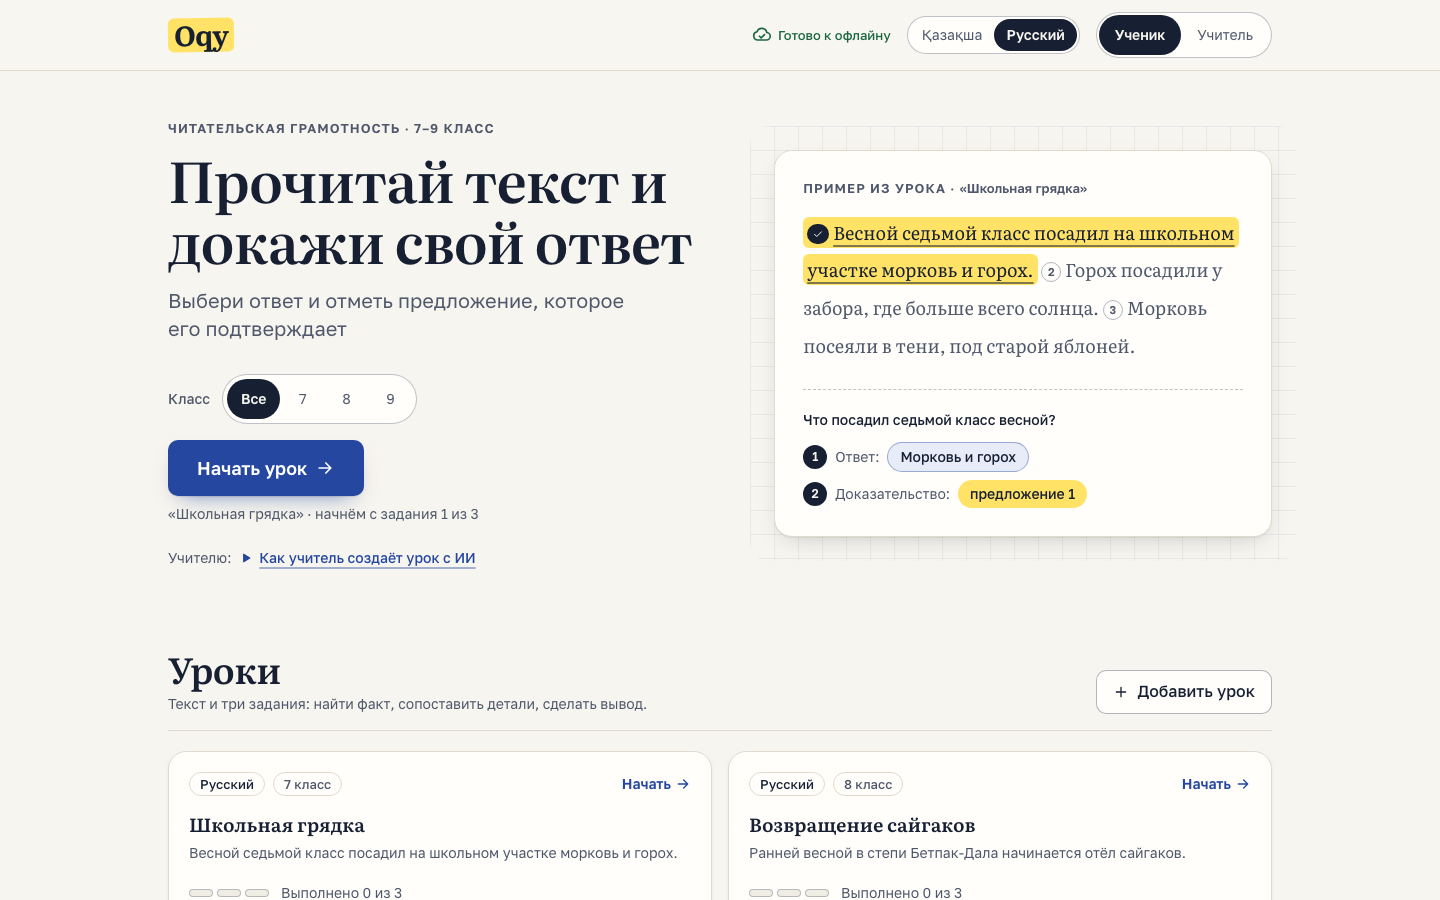 Oqy
Готово к офлайну
Қазақша Русский
Ученик Учитель
ЧИТАТЕЛЬСКАЯ ГРАМОТНОСТЬ · 7–9 КЛАСС
Прочитай текст и
докажи свой ответ
Выбери ответ и отметь предложение, которое
его подтверждает
Класс Все 7 8 9
Начать урок →
«Школьная грядка» · начнём с задания 1 из 3
Учителю: ▶ Как учитель создаёт урок с ИИ
ПРИМЕР ИЗ УРОКА · «Школьная грядка»
Весной седьмой класс посадил на школьном
участке морковь и горох. 2 Горох посадили у
забора, где больше всего солнца. 3 Морковь
посеяли в тени, под старой яблоней.
Что посадил седьмой класс весной?
1 Ответ: Морковь и горох
2 Доказательство: предложение 1
Уроки
Текст и три задания: найти факт, сопоставить детали, сделать вывод.
+ Добавить урок
Русский 7 класс Начать →
Школьная грядка
Весной седьмой класс посадил на школьном участке морковь и горох.
Выполнено 0 из 3
Русский 8 класс Начать →
Возвращение сайгаков
Ранней весной в степи Бетпак-Дала начинается отёл сайгаков.
Выполнено 0 из 3